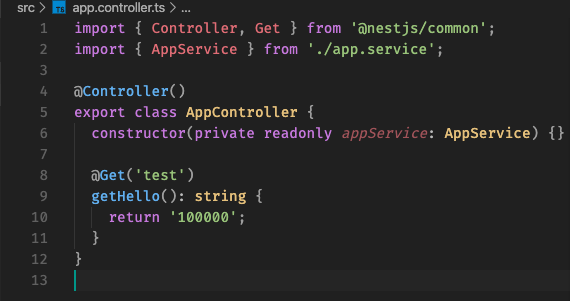 src > TS app.controller.ts > ...
1 import { Controller, Get } from '@nestjs/common';
2 import { AppService } from './app.service';
3
4 @Controller()
5 export class AppController {
6   constructor(private readonly appService: AppService) {}
7
8   @Get('test')
9   getHello(): string {
10     return '100000';
11   }
12 }
13